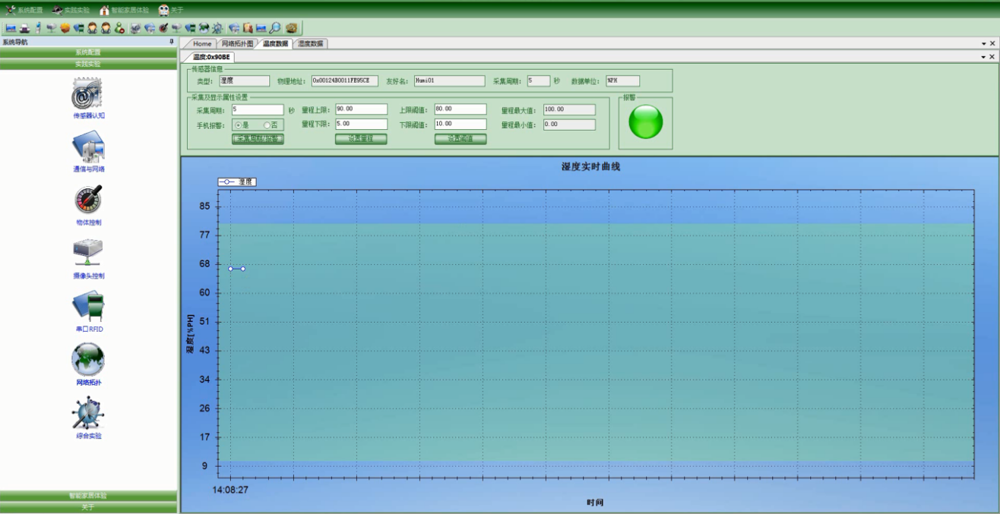 系统配置 实践实验 智能家居体验 关于
系统导航
系统配置
实践实验
传感器认知
通信与网络
物体控制
摄像头控制
串口RFID
网络拓扑
综合实验
智能家居体验
关于
Home 网络拓扑图 温度数据 湿度数据
温度:0x90BE
传感器信息
类型: 湿度 物理地址: 0x00124B0011FE95CE 友好名: Humi01 采集周期: 5 秒 数据单位: %PH
采集及显示属性设置 报警
采集周期: 5 秒 量程上限: 90.00 上限阈值: 80.00 量程最大值: 100.00
手机报警: 是 否 量程下限: 5.00 下限阈值: 10.00 量程最小值: 0.00
采集周期/报警 设置量程 设置阈值
湿度实时曲线
湿度
85
77
68
60
51
43
34
26
17
9
湿度[%PH]
14:08:27
时间